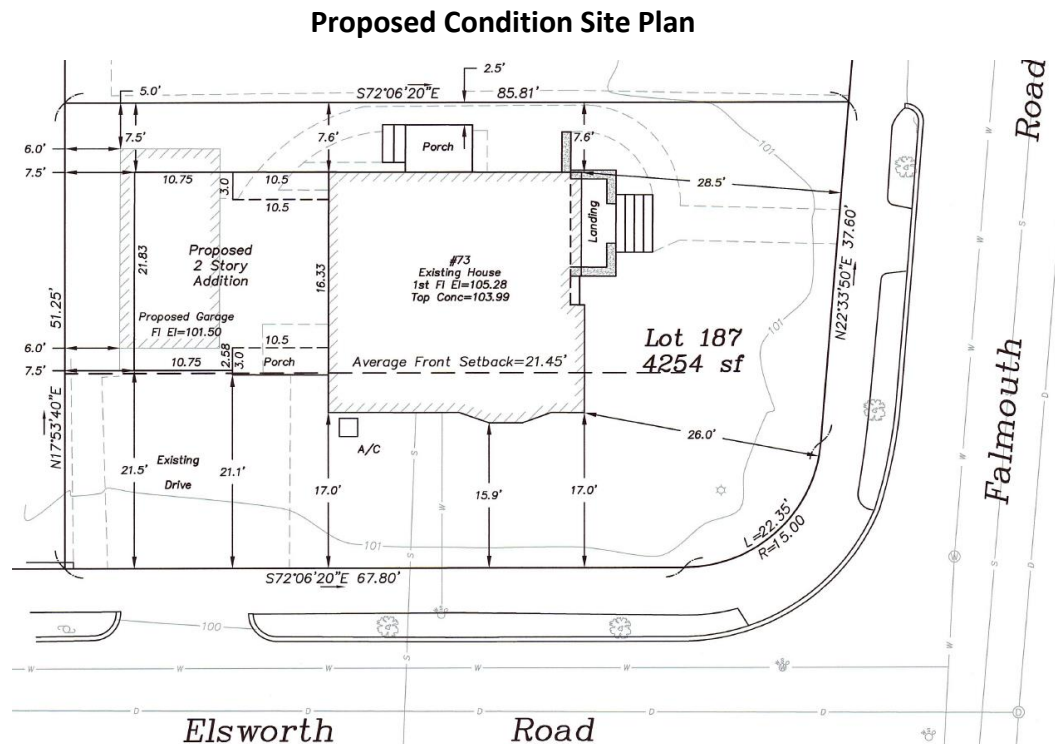 Proposed Condition Site Plan
2.5'
S72°06'20"E 85.81'
5.0'
7.5'
7.6'
7.6'
Porch
101
6.0'
7.5'
10.75
3.0
10.5
10.5
28.5'
Landing
N22°33'50"E 37.60'
Road
Proposed
2 Story
Addition
21.83
16.33
#73
Existing House
1st Fl El=105.28
Top Conc=103.99
51.25'
Proposed Garage
Fl El=101.50
101
10.5
Lot 187
4254 sf
6.0'
7.5'
10.75
2.58
3.0
Porch
Average Front Setback=21.45'
N17°53'40"E
26.0'
A/C
Existing
Drive
21.5'
21.1'
17.0'
15.9'
17.0'
101
L=22.35'
R=15.00
S72°06'20"E 67.80'
100
Falmouth
W
S
D
Elsworth Road